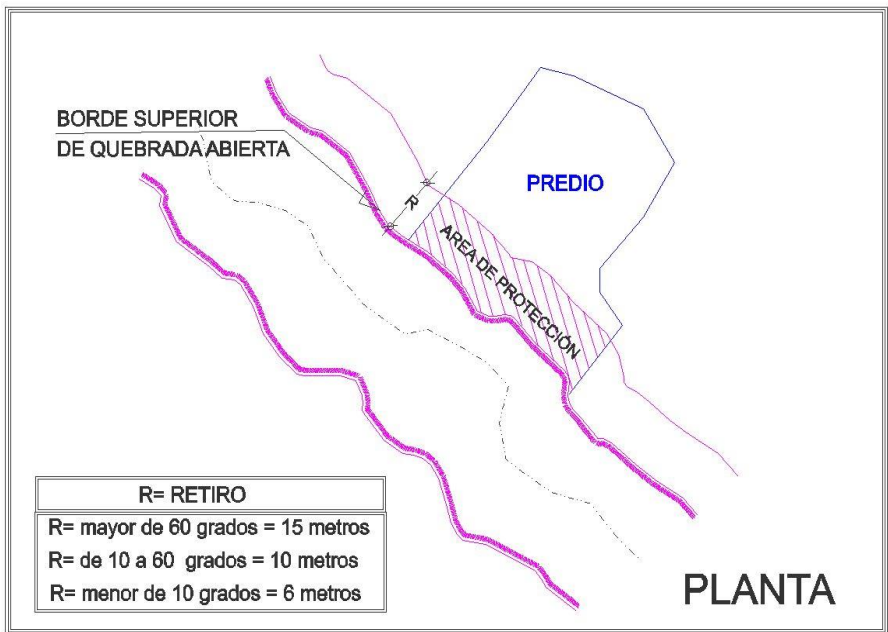 BORDE SUPERIOR
DE QUEBRADA ABIERTA
R
PREDIO
AREA DE PROTECCIÓN
R= RETIRO
R= mayor de 60 grados = 15 metros
R= de 10 a 60 grados = 10 metros
R= menor de 10 grados = 6 metros
PLANTA